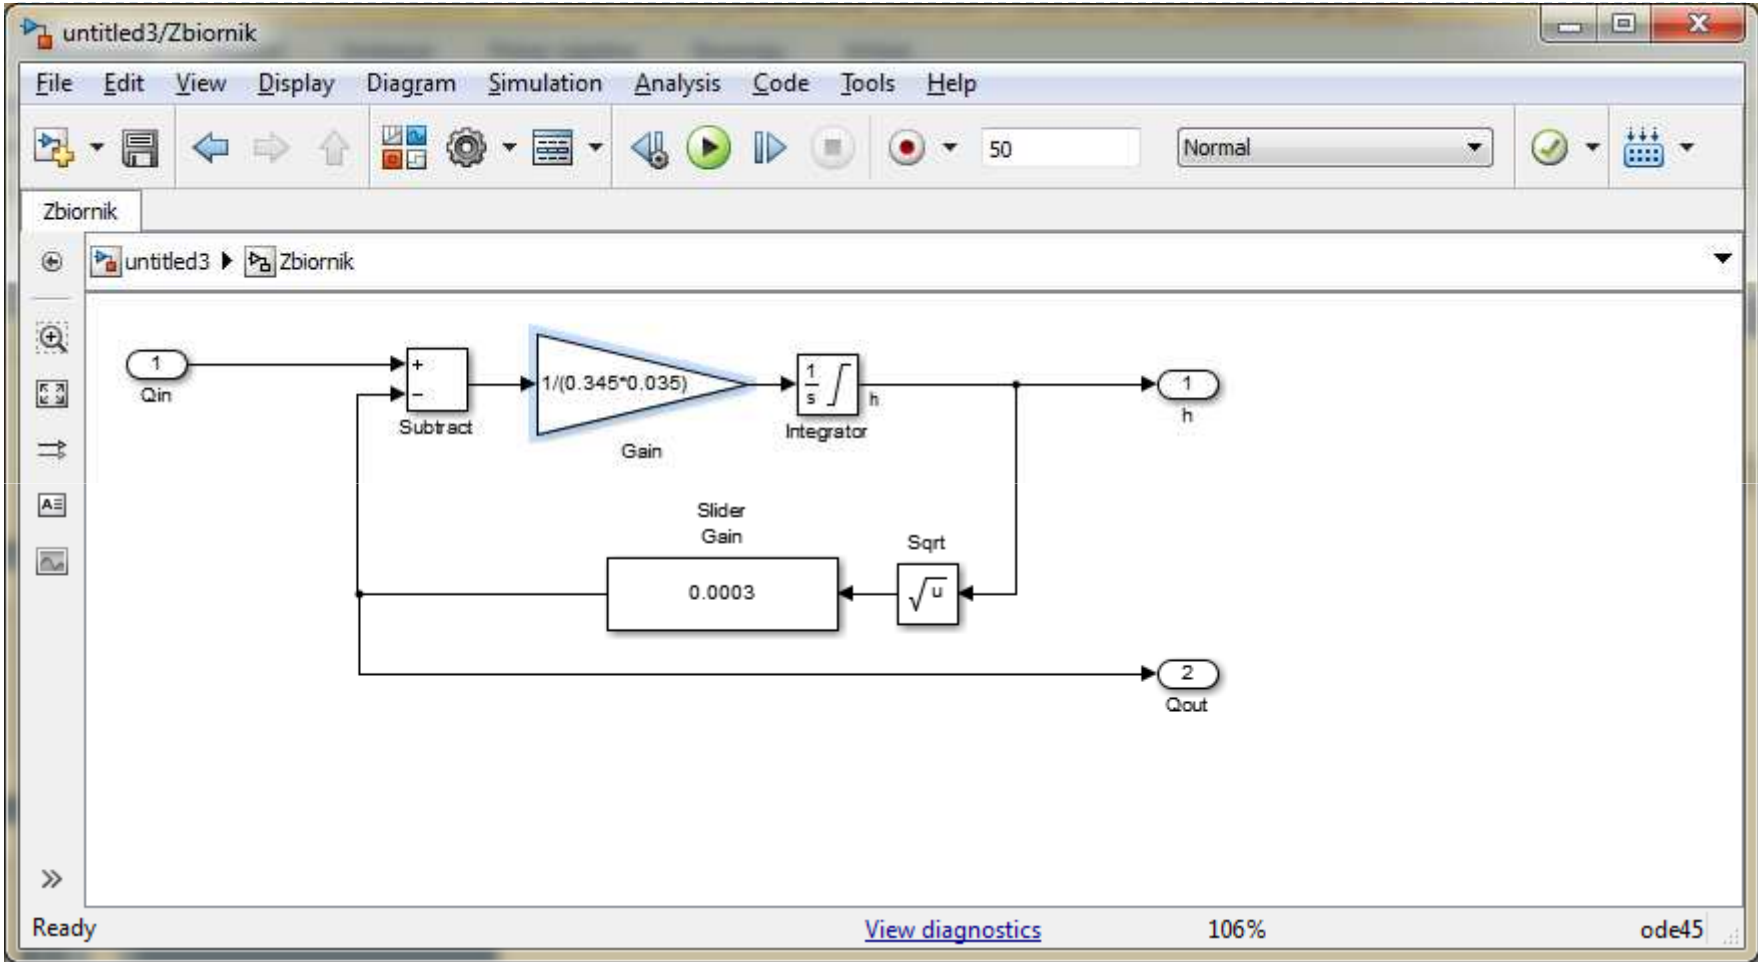 untitled3/Zbiornik
File Edit View Display Diagram Simulation Analysis Code Tools Help
50 Normal
Zbiornik
untitled3 Zbiornik
1
Qin
+
−
Subtract
1/(0.345*0.035)
Gain
1
s
h
Integrator
1
h
Slider
Gain
0.0003
Sqrt
√u
2
Qout
A
Ready View diagnostics 106% ode45